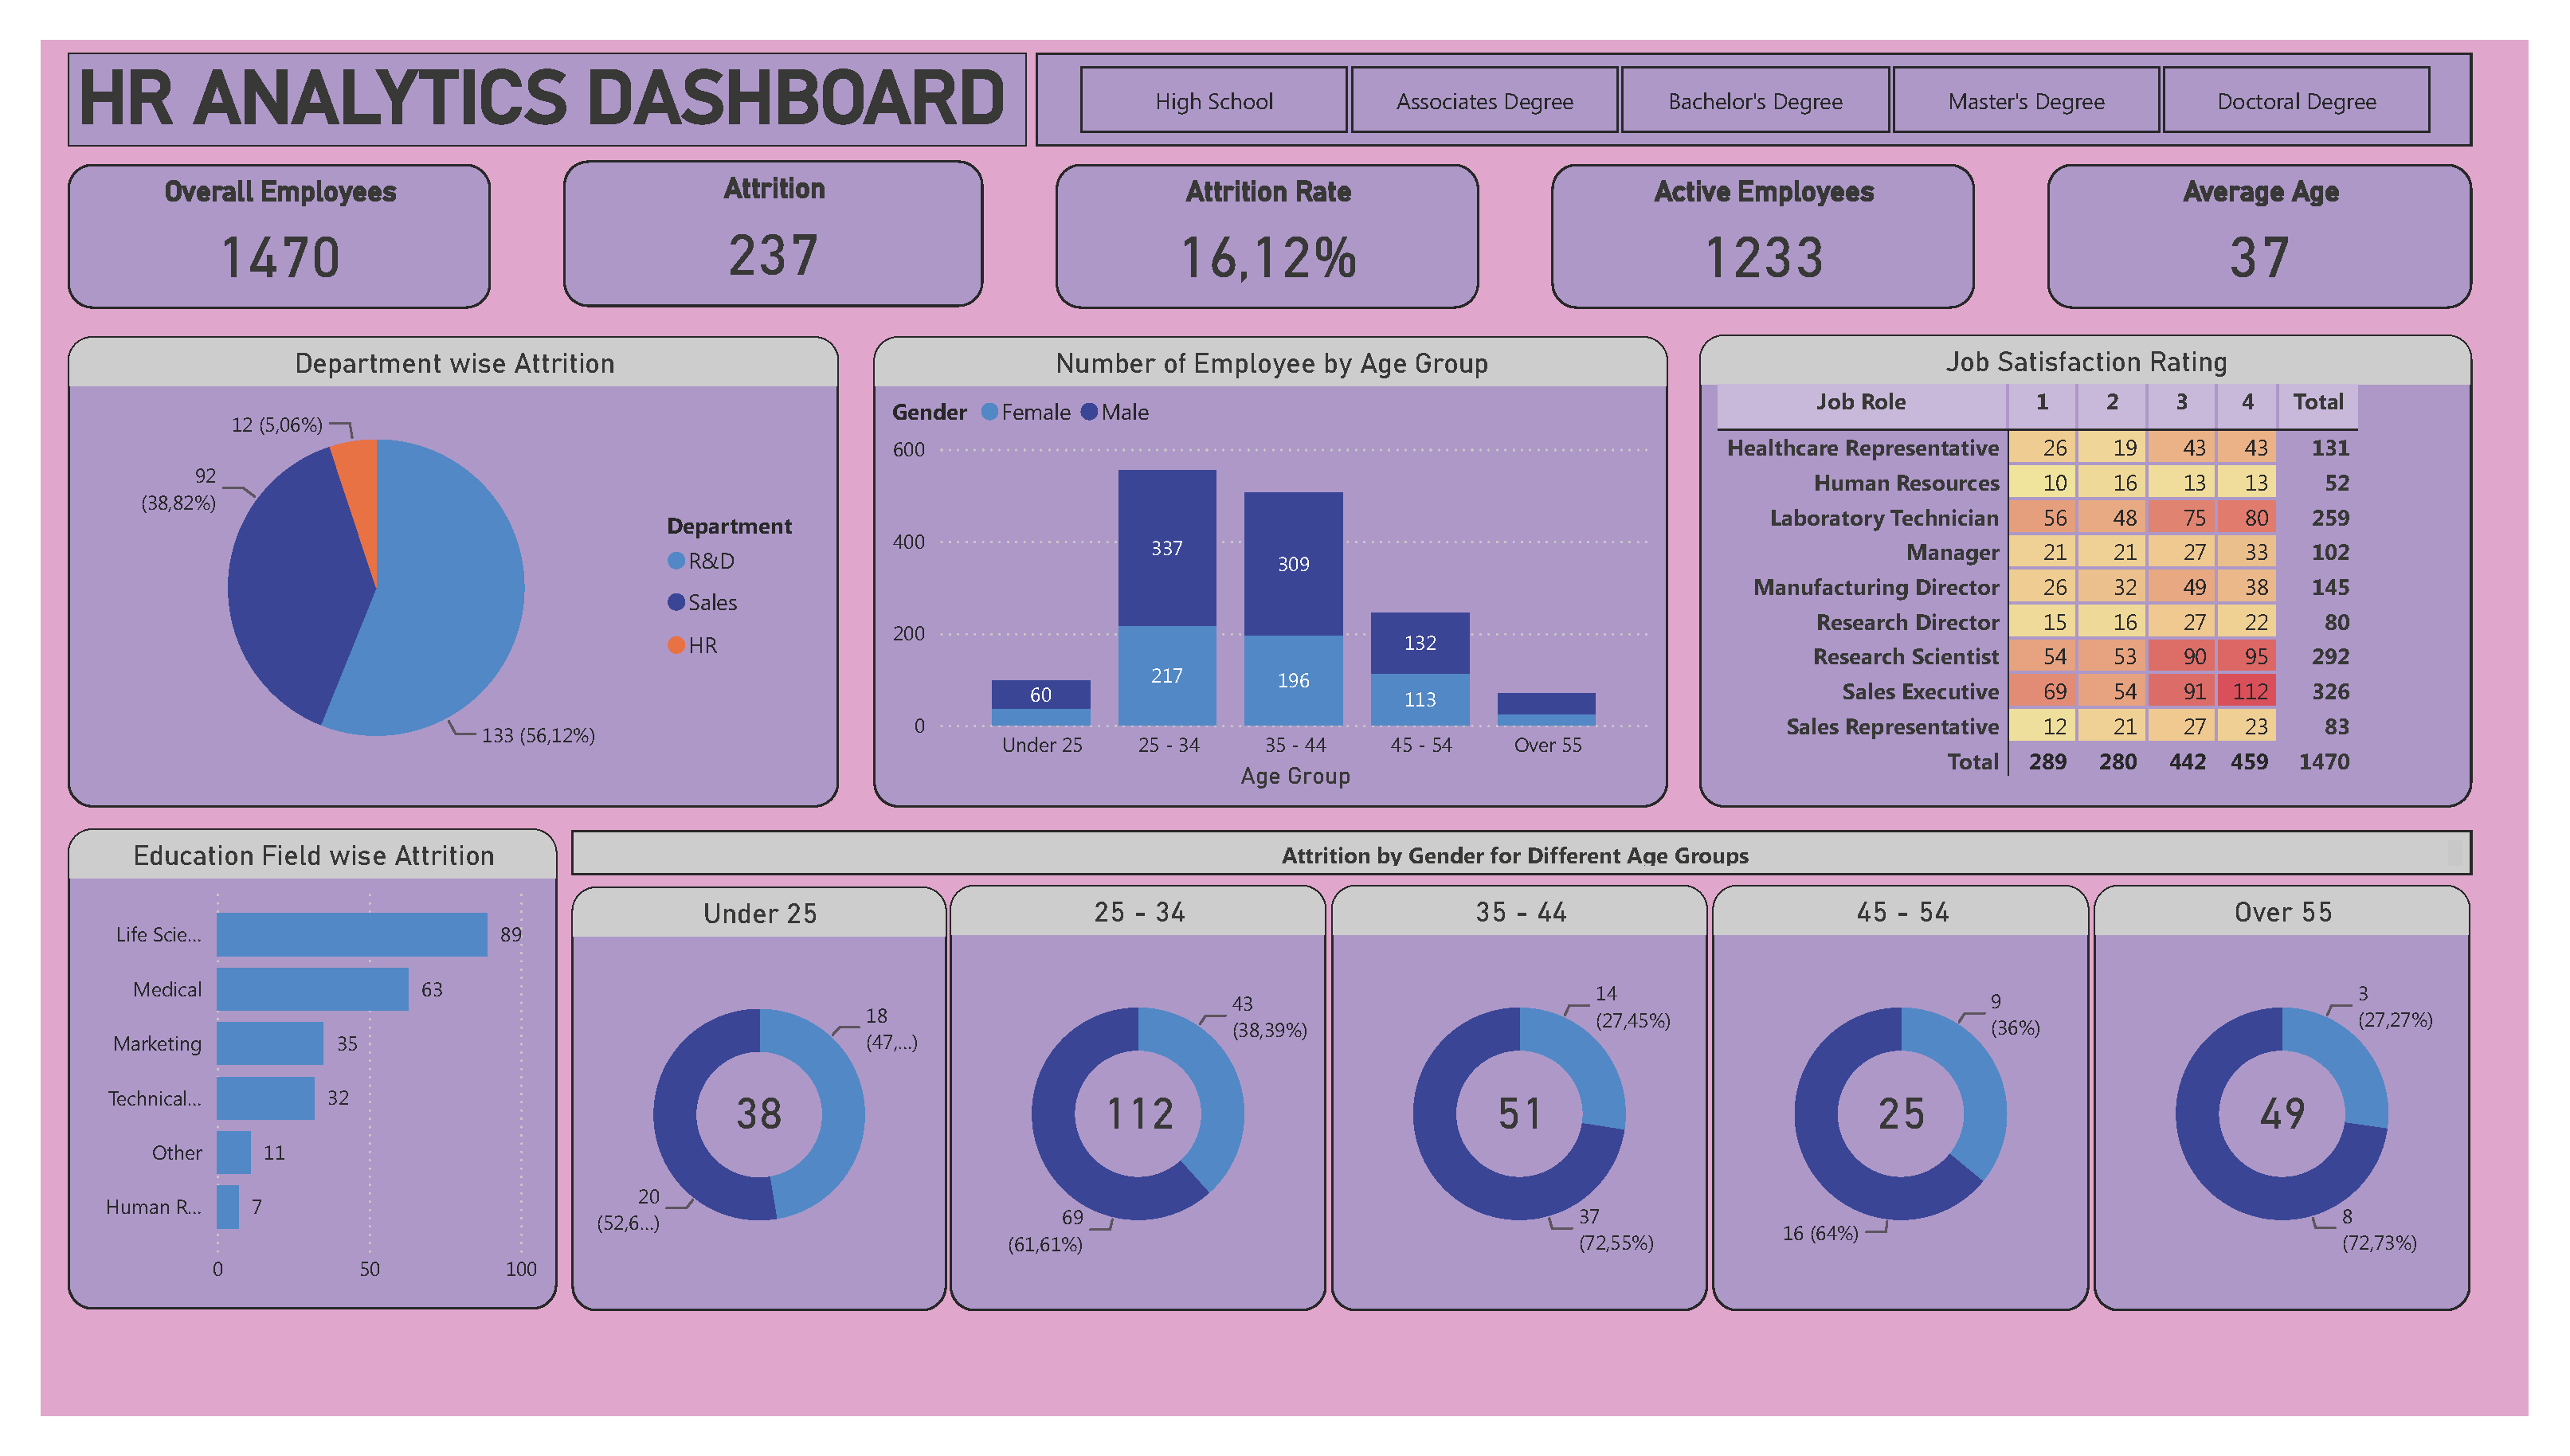 HR ANALYTICS DASHBOARD
High School
Associates Degree
Bachelor's Degree
Master's Degree
Doctoral Degree
Overall Employees
1470
Attrition
237
Attrition Rate
16,12%
Active Employees
1233
Average Age
37
Department wise Attrition
12 (5,06%)
92
(38,82%)
133 (56,12%)
Department
R&D
Sales
HR
Number of Employee by Age Group
Gender Female Male
600
400
200
0
60
337
217
309
196
132
113
Under 25
25 - 34
35 - 44
45 - 54
Over 55
Age Group
Job Satisfaction Rating
Job Role 1 2 3 4 Total
Healthcare Representative 26 19 43 43 131
Human Resources 10 16 13 13 52
Laboratory Technician 56 48 75 80 259
Manager 21 21 27 33 102
Manufacturing Director 26 32 49 38 145
Research Director 15 16 27 22 80
Research Scientist 54 53 90 95 292
Sales Executive 69 54 91 112 326
Sales Representative 12 21 27 23 83
Total 289 280 442 459 1470
Education Field wise Attrition
Life Scie... 89
Medical 63
Marketing 35
Technical... 32
Other 11
Human R... 7
0 50 100
Attrition by Gender for Different Age Groups
Under 25
18
(47,...)
38
20
(52,6...)
25 - 34
43
(38,39%)
112
69
(61,61%)
35 - 44
14
(27,45%)
51
37
(72,55%)
45 - 54
9
(36%)
25
16 (64%)
Over 55
3
(27,27%)
49
8
(72,73%)